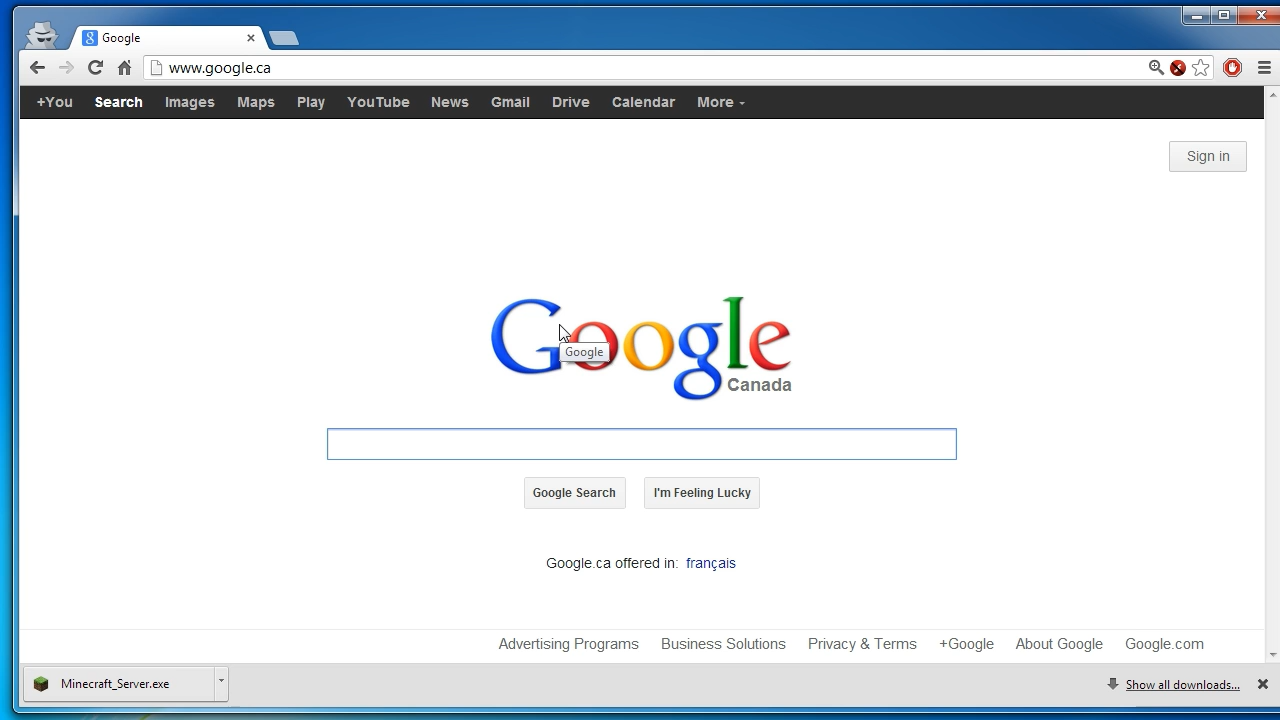 Google
www.google.ca
+You Search Images Maps Play YouTube News Gmail Drive Calendar More
Sign in
Google
Google
Canada
Google Search I'm Feeling Lucky
Google.ca offered in: français
Advertising Programs Business Solutions Privacy & Terms +Google About Google Google.com
Minecraft_Server.exe Show all downloads...